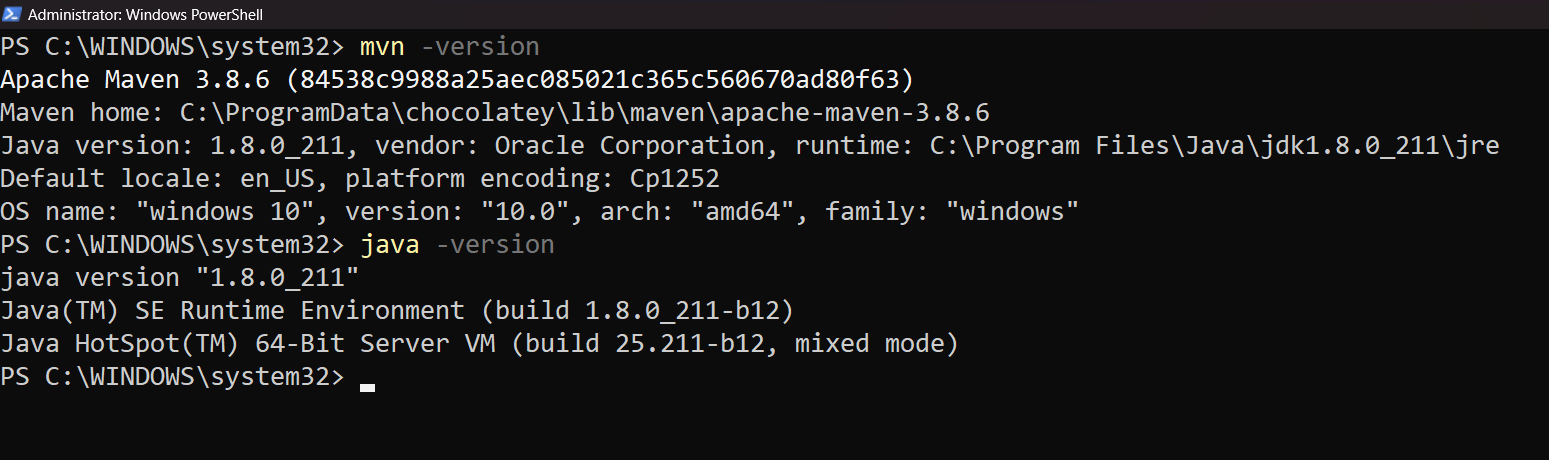 Administrator: Windows PowerShell
PS C:\WINDOWS\system32> mvn -version
Apache Maven 3.8.6 (84538c9988a25aec085021c365c560670ad80f63)
Maven home: C:\ProgramData\chocolatey\lib\maven\apache-maven-3.8.6
Java version: 1.8.0_211, vendor: Oracle Corporation, runtime: C:\Program Files\Java\jdk1.8.0_211\jre
Default locale: en_US, platform encoding: Cp1252
OS name: "windows 10", version: "10.0", arch: "amd64", family: "windows"
PS C:\WINDOWS\system32> java -version
java version "1.8.0_211"
Java(TM) SE Runtime Environment (build 1.8.0_211-b12)
Java HotSpot(TM) 64-Bit Server VM (build 25.211-b12, mixed mode)
PS C:\WINDOWS\system32>